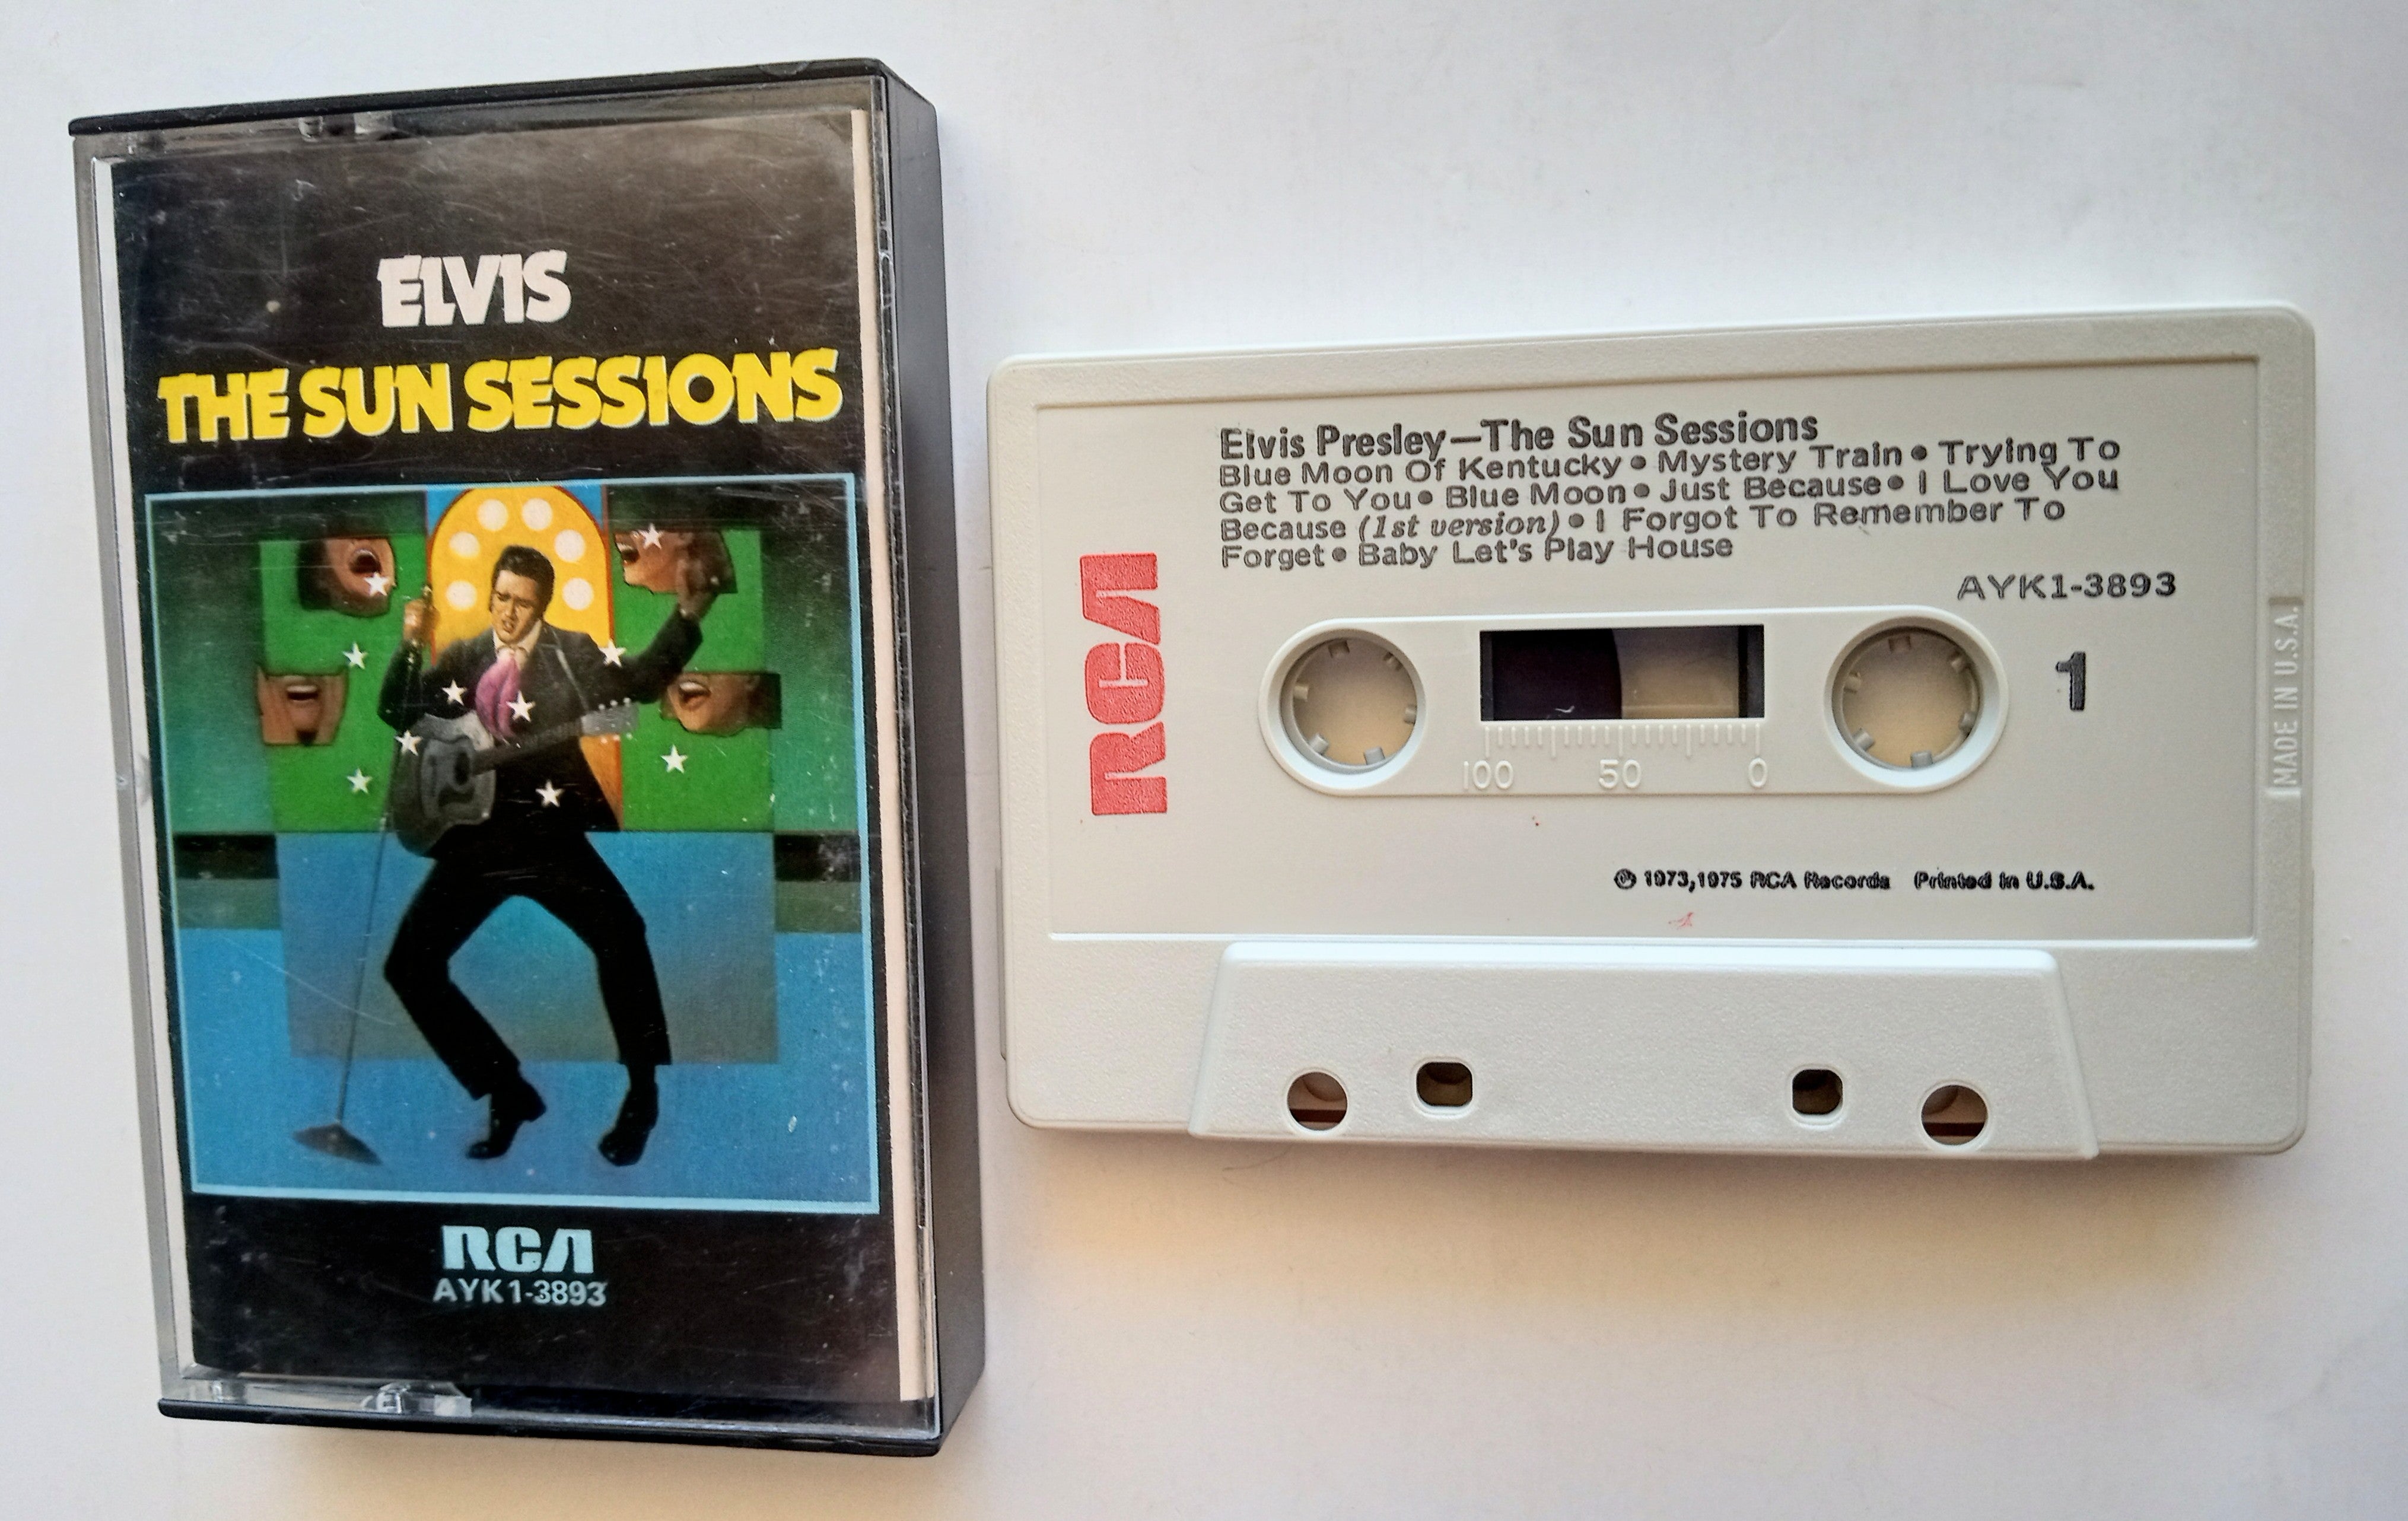 ELVIS
THE SUN SESSIONS
RCA
AYK1-3893
Elvis Presley—The Sun Sessions
Blue Moon Of Kentucky • Mystery Train • Trying To
Get To You • Blue Moon • Just Because • I Love You
Because (1st version) • I Forgot To Remember To
Forget • Baby Let's Play House
AYK1-3893
RCA
1
100 50 0
MADE IN U.S.A.
℗ 1973,1975 RCA Records Printed in U.S.A.